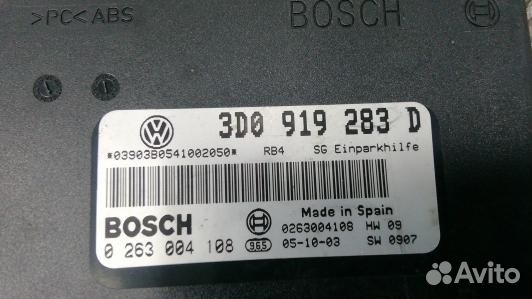 >PC< ABS
BOSCH
3D0 919 283 D
*03903B0541002050* RB4 SG Einparkhilfe
BOSCH
Made in Spain
0 263 004 108
965
0263004108 HW 09
05-10-03 SW 0907
Avito